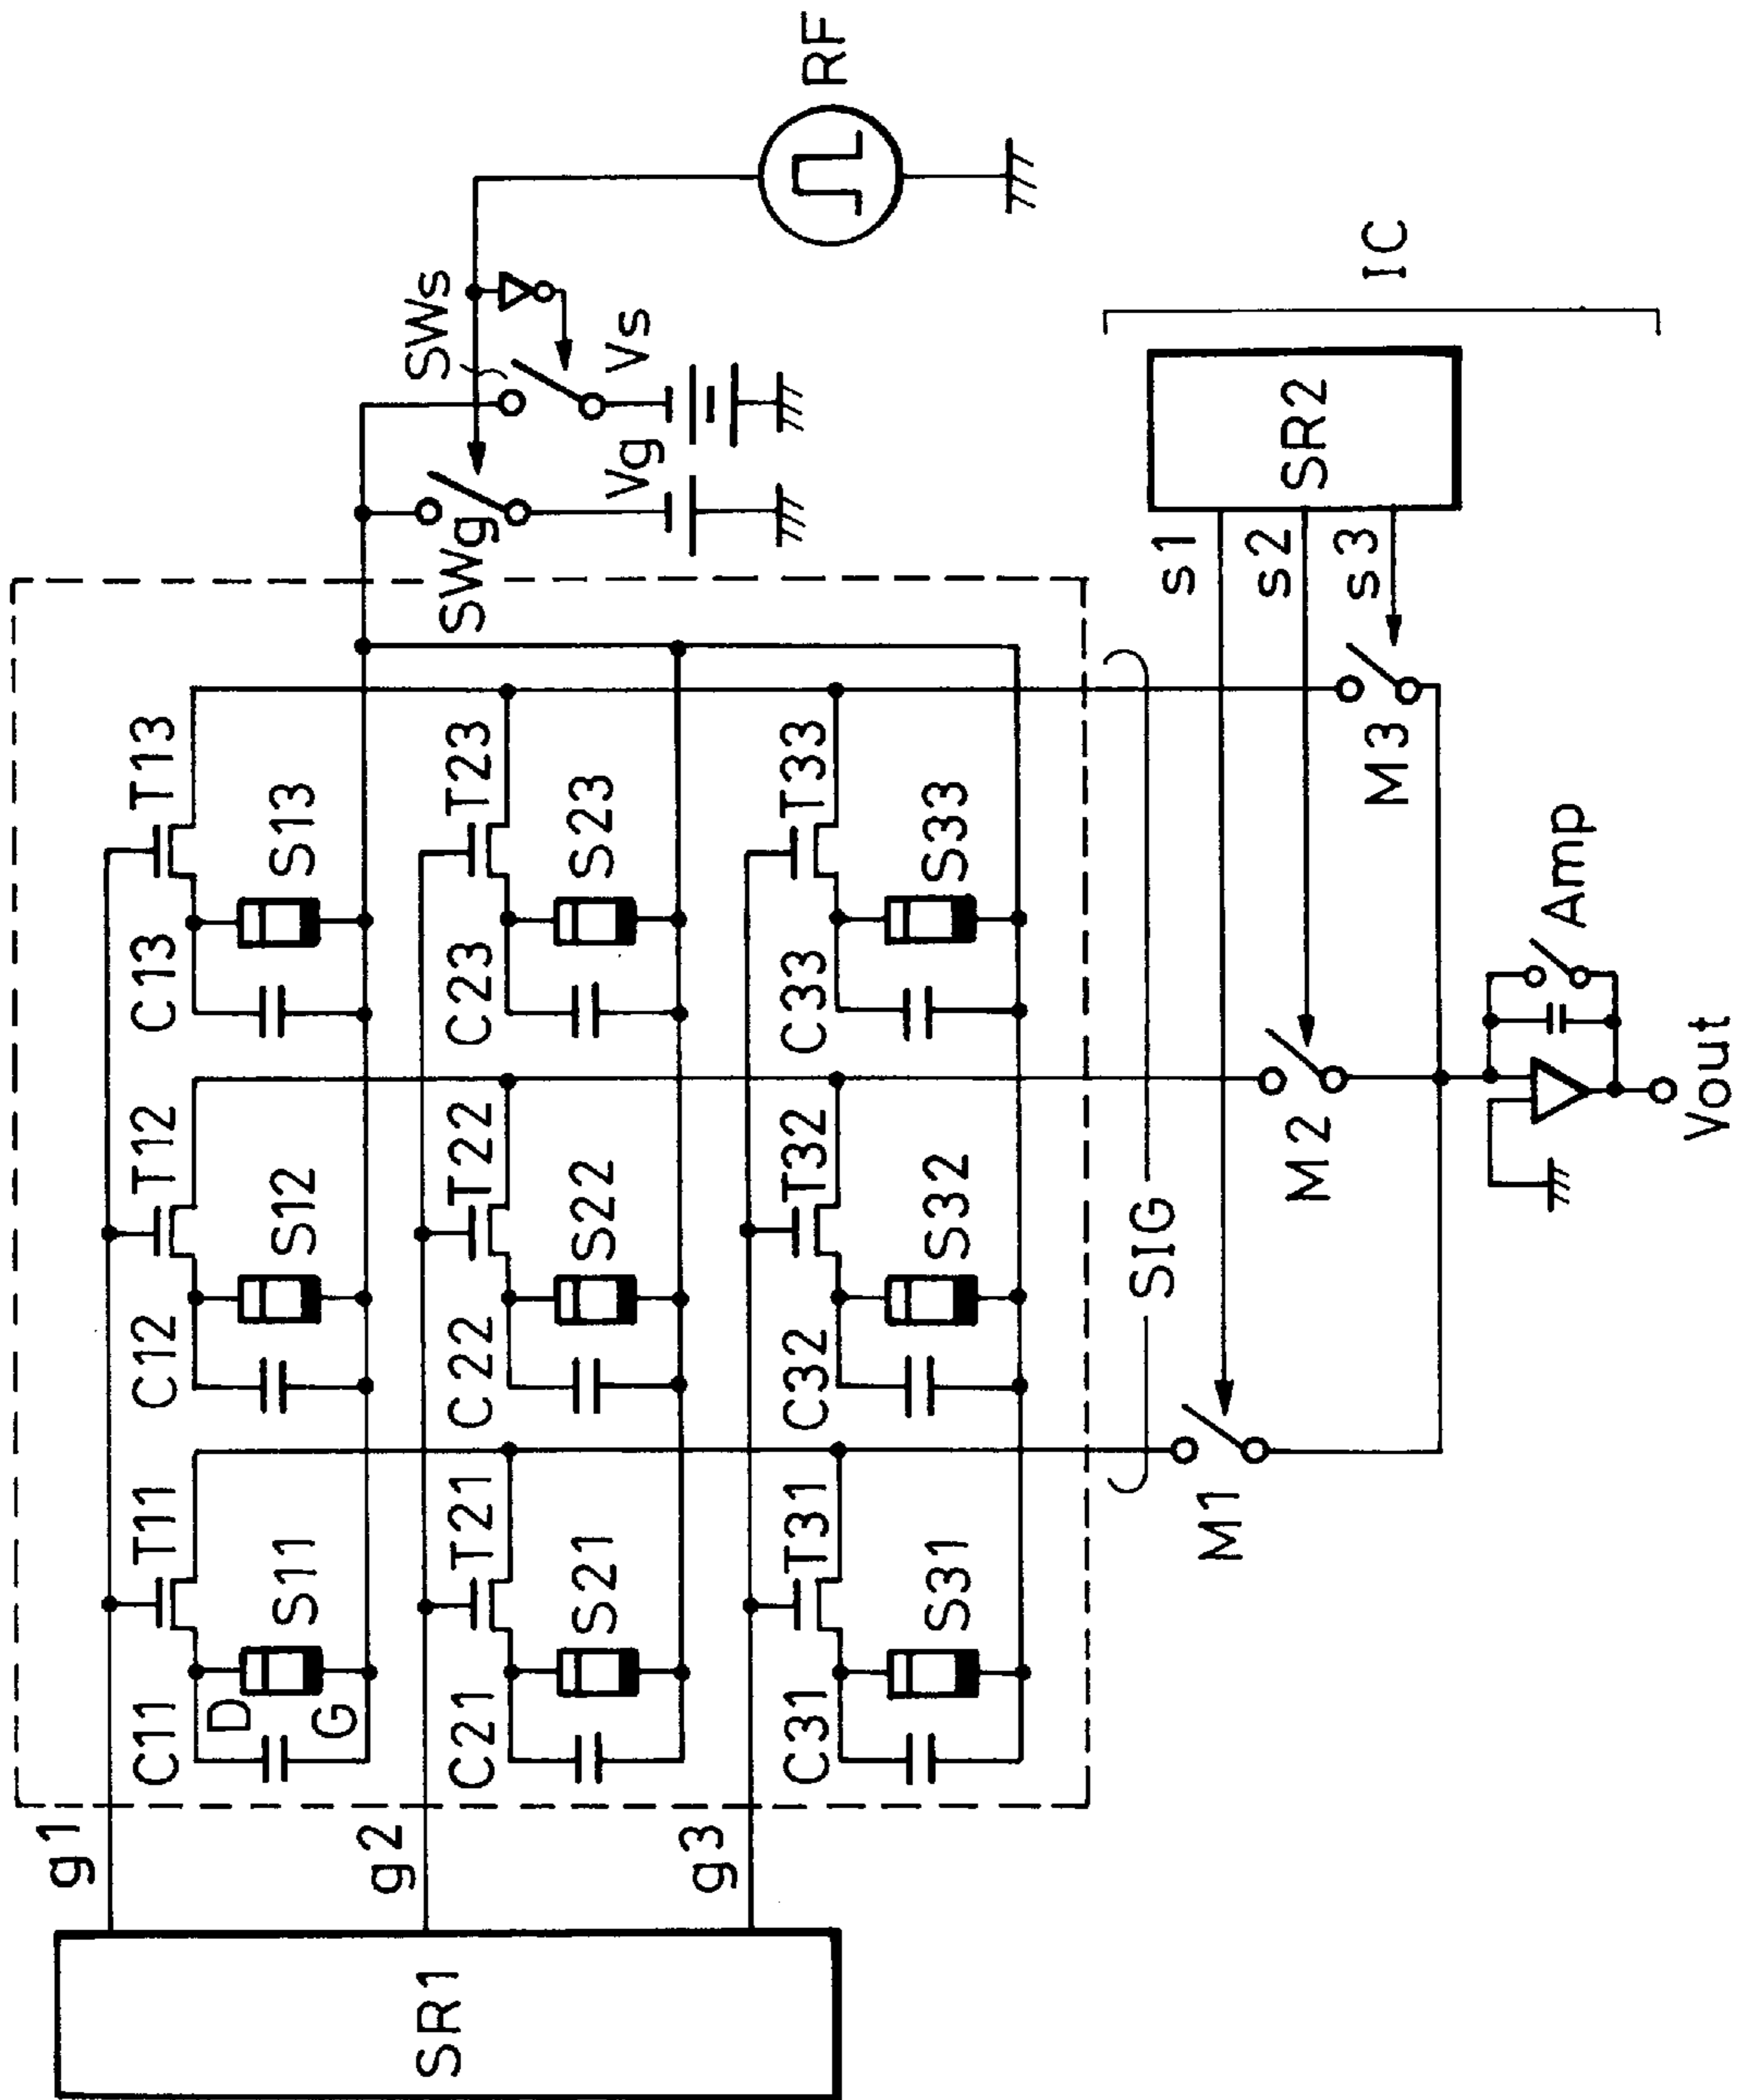 g1
C11
T11
C12
T12
C13
T13
D
G
S11
S12
S13
g2
C21
T21
C22
T22
C23
T23
S21
S22
S23
g3
C31
T31
C32
T32
C33
T33
S31
S32
S33
SR1
SWg
SWs
Vg
Vs
RF
SIG
s1
s2
s3
SR2
IC
M1
M2
M3
Amp
Vout